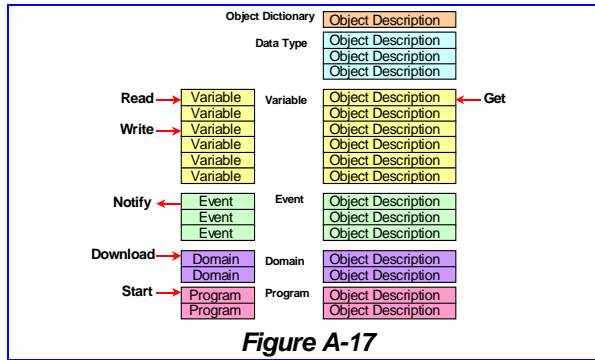 Object Dictionary Object Description
Data Type Object Description
Object Description
Object Description
Read Variable Variable Object Description Get
Variable Object Description
Write Variable Object Description
Variable Object Description
Variable Object Description
Variable Object Description
Notify Event Event Object Description
Event Object Description
Event Object Description
Download Domain Domain Object Description
Domain Object Description
Start Program Program Object Description
Program Object Description
Figure A-17